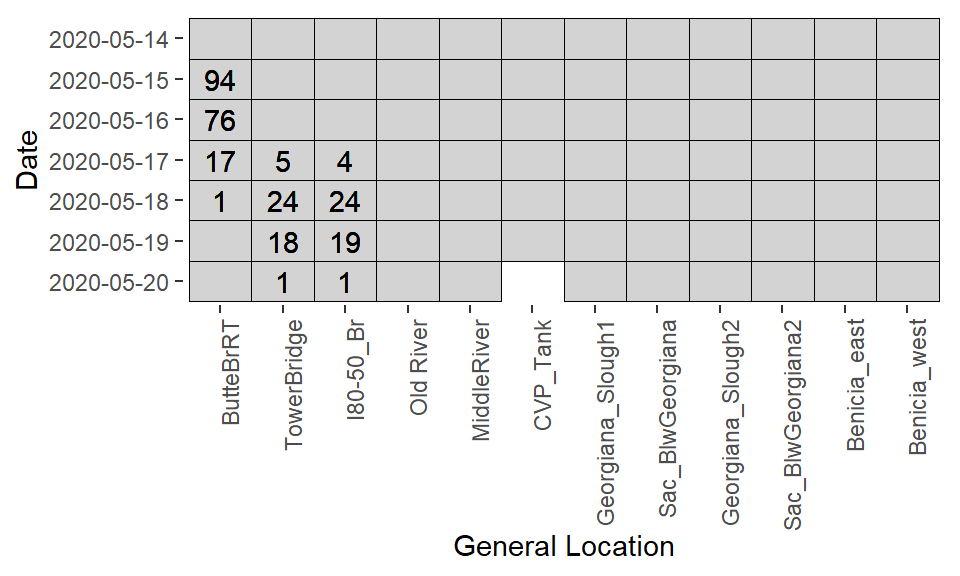 2020-05-14
2020-05-15 94
2020-05-16 76
2020-05-17 17 5 4
2020-05-18 1 24 24
2020-05-19 18 19
2020-05-20 1 1
Date
ButteBrRT
TowerBridge
I80-50_Br
Old River
MiddleRiver
CVP_Tank
Georgiana_Slough1
Sac_BlwGeorgiana
Georgiana_Slough2
Sac_BlwGeorgiana2
Benicia_east
Benicia_west
General Location